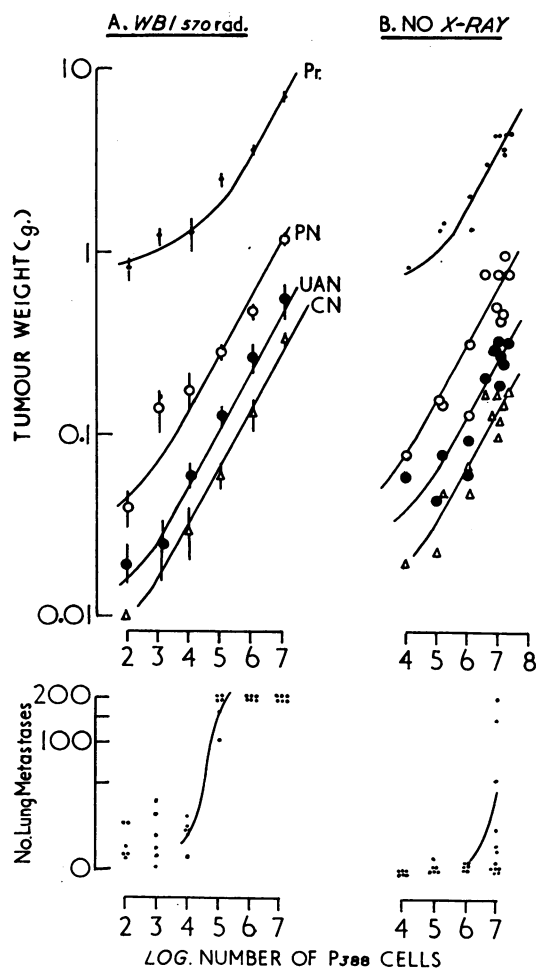 A. WBI 570 rad.
B. NO X-RAY
TUMOUR WEIGHT (g.)
10
1
0.1
0.01
Pr.
PN
UAN
CN
2 3 4 5 6 7
4 5 6 7 8
No. Lung Metastases
200
100
0
2 3 4 5 6 7
4 5 6 7
LOG. NUMBER OF P388 CELLS